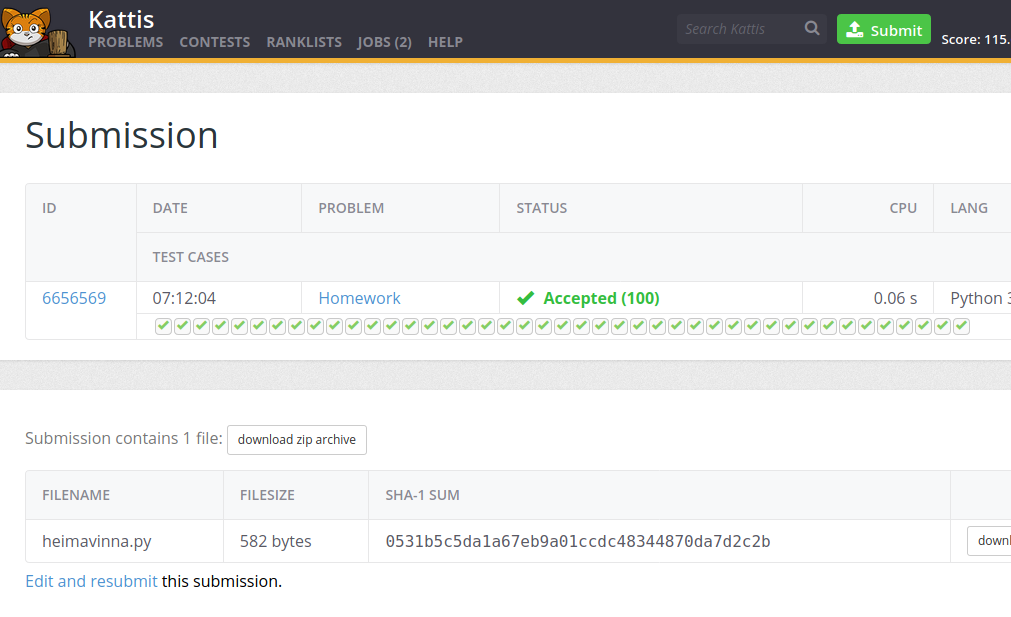 Kattis
PROBLEMS CONTESTS RANKLISTS JOBS (2) HELP
Search Kattis
Submit
Score: 115.
Submission
ID DATE PROBLEM STATUS CPU LANG
TEST CASES
6656569 07:12:04 Homework Accepted (100) 0.06 s Python 3
Submission contains 1 file: download zip archive
FILENAME FILESIZE SHA-1 SUM
heimavinna.py 582 bytes 0531b5c5da1a67eb9a01ccdc48344870da7d2c2b downl
Edit and resubmit this submission.